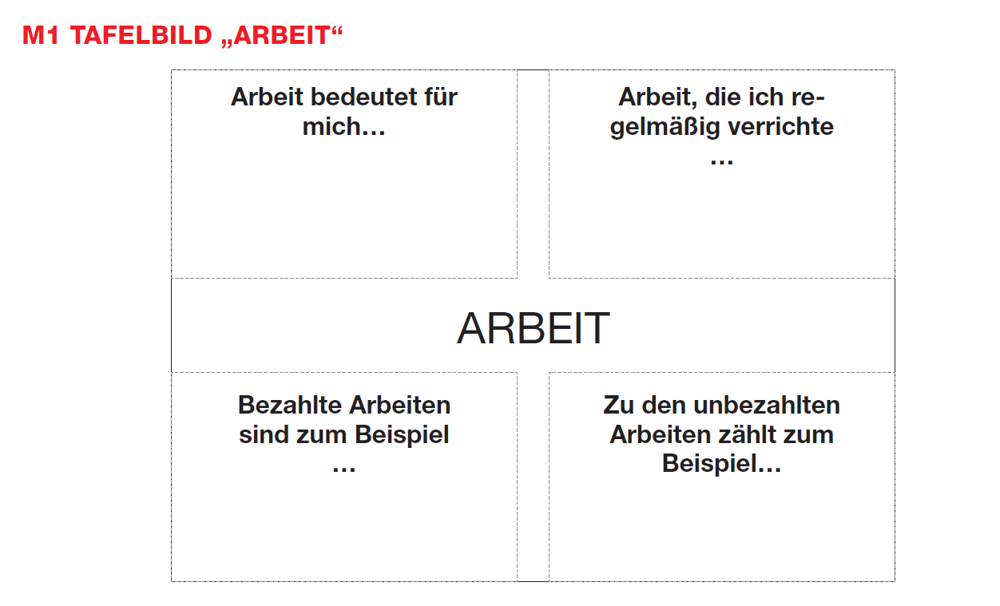 M1 TAFELBILD „ARBEIT“
Arbeit bedeutet für
mich…
Arbeit, die ich re-
gelmäßig verrichte
…
ARBEIT
Bezahlte Arbeiten
sind zum Beispiel
…
Zu den unbezahlten
Arbeiten zählt zum
Beispiel…